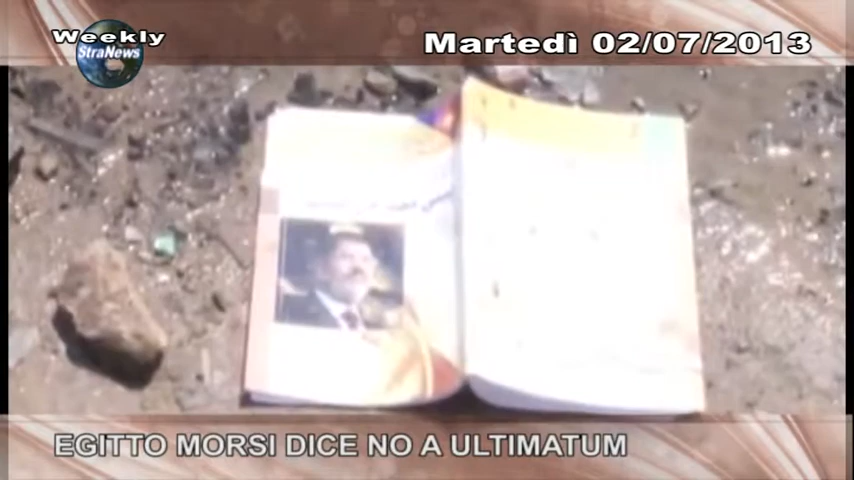 Weekly
StraNews
Martedì 02/07/2013
EGITTO MORSI DICE NO A ULTIMATUM